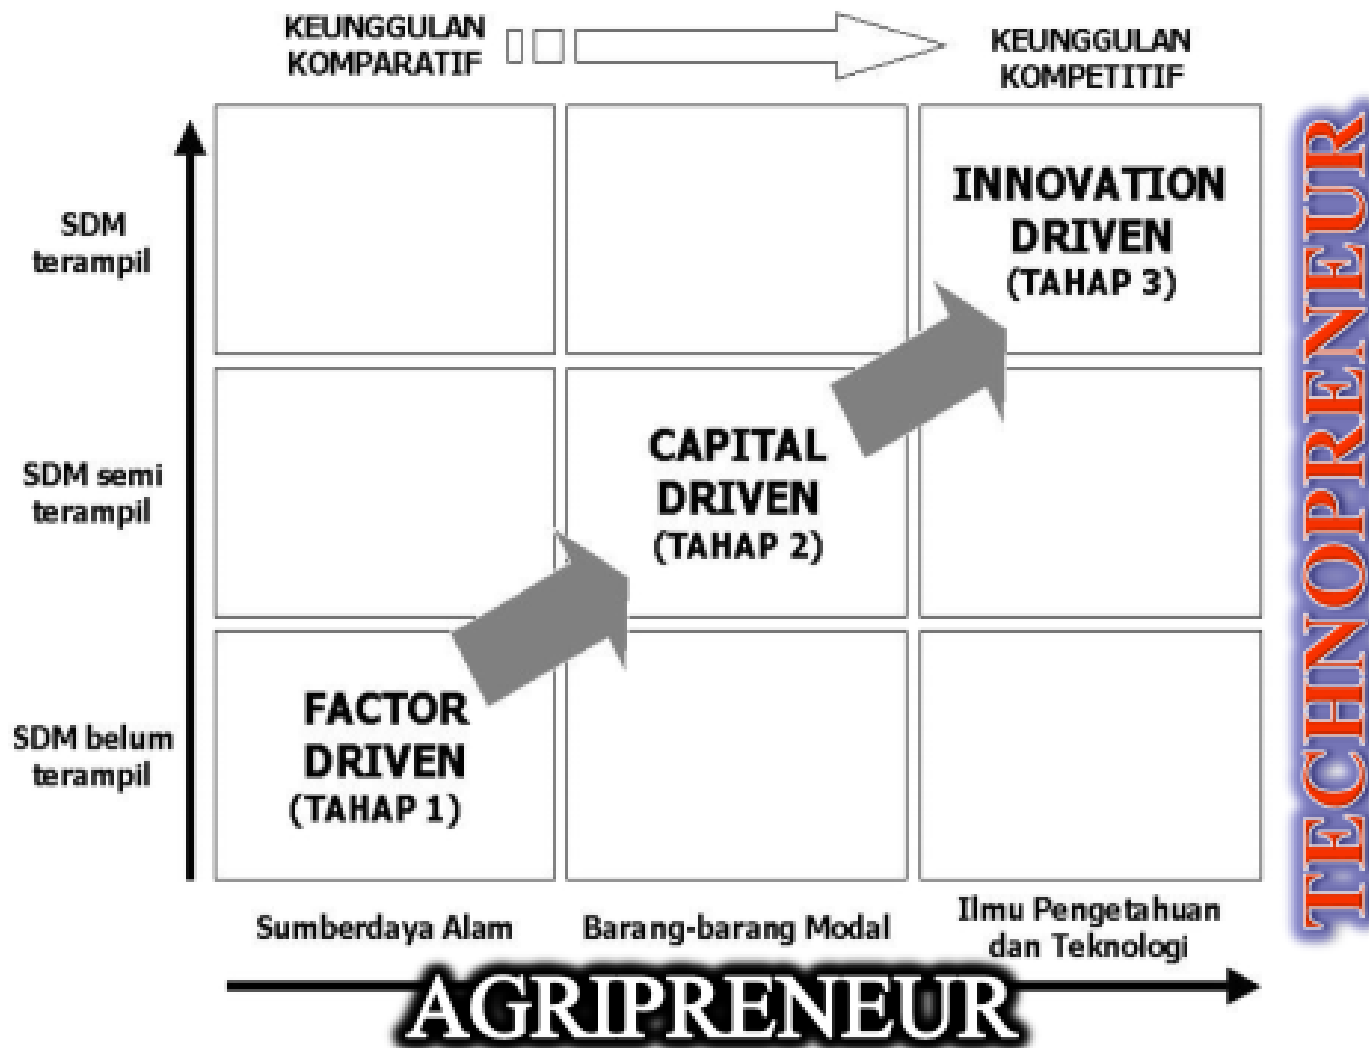 KEUNGGULAN
KOMPARATIF
KEUNGGULAN
KOMPETITIF
SDM
terampil
INNOVATION
DRIVEN
(TAHAP 3)
SDM semi
terampil
CAPITAL
DRIVEN
(TAHAP 2)
SDM belum
terampil
FACTOR
DRIVEN
(TAHAP 1)
Sumberdaya Alam
Barang-barang Modal
Ilmu Pengetahuan
dan Teknologi
AGRIPRENEUR
TECHNOPRENEUR